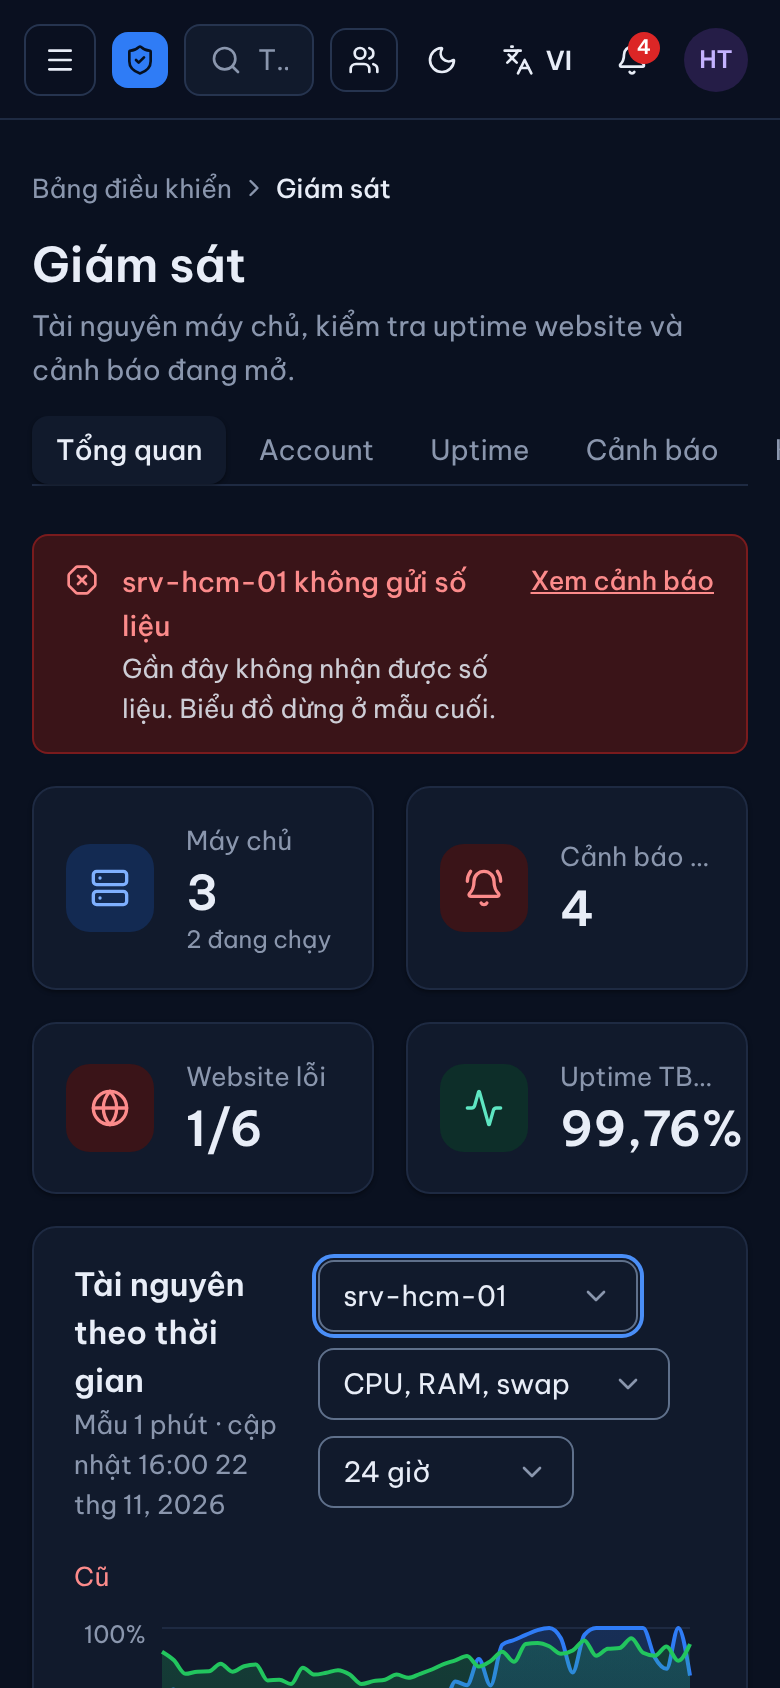 T..
VI
4
HT
Bảng điều khiển > Giám sát
Giám sát
Tài nguyên máy chủ, kiểm tra uptime website và
cảnh báo đang mở.
Tổng quan Account Uptime Cảnh báo
srv-hcm-01 không gửi số
liệu
Xem cảnh báo
Gần đây không nhận được số
liệu. Biểu đồ dừng ở mẫu cuối.
Máy chủ
3
2 đang chạy
Cảnh báo ...
4
Website lỗi
1/6
Uptime TB...
99,76%
Tài nguyên
theo thời
gian
Mẫu 1 phút · cập
nhật 16:00 22
thg 11, 2026
srv-hcm-01
CPU, RAM, swap
24 giờ
Cũ
100%